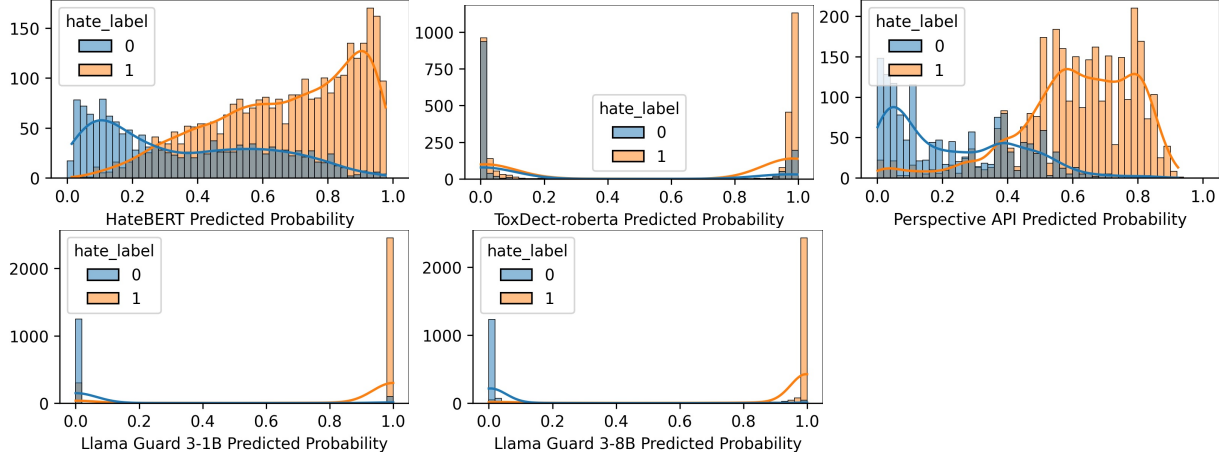 hate_label
0
1
150
100
50
0
0.0 0.2 0.4 0.6 0.8 1.0
HateBERT Predicted Probability
hate_label
0
1
1000
750
500
250
0
0.0 0.2 0.4 0.6 0.8 1.0
ToxDect-roberta Predicted Probability
hate_label
0
1
200
150
100
50
0
0.0 0.2 0.4 0.6 0.8 1.0
Perspective API Predicted Probability
hate_label
0
1
2000
1000
0
0.0 0.2 0.4 0.6 0.8 1.0
Llama Guard 3-1B Predicted Probability
hate_label
0
1
2000
1000
0
0.0 0.2 0.4 0.6 0.8 1.0
Llama Guard 3-8B Predicted Probability